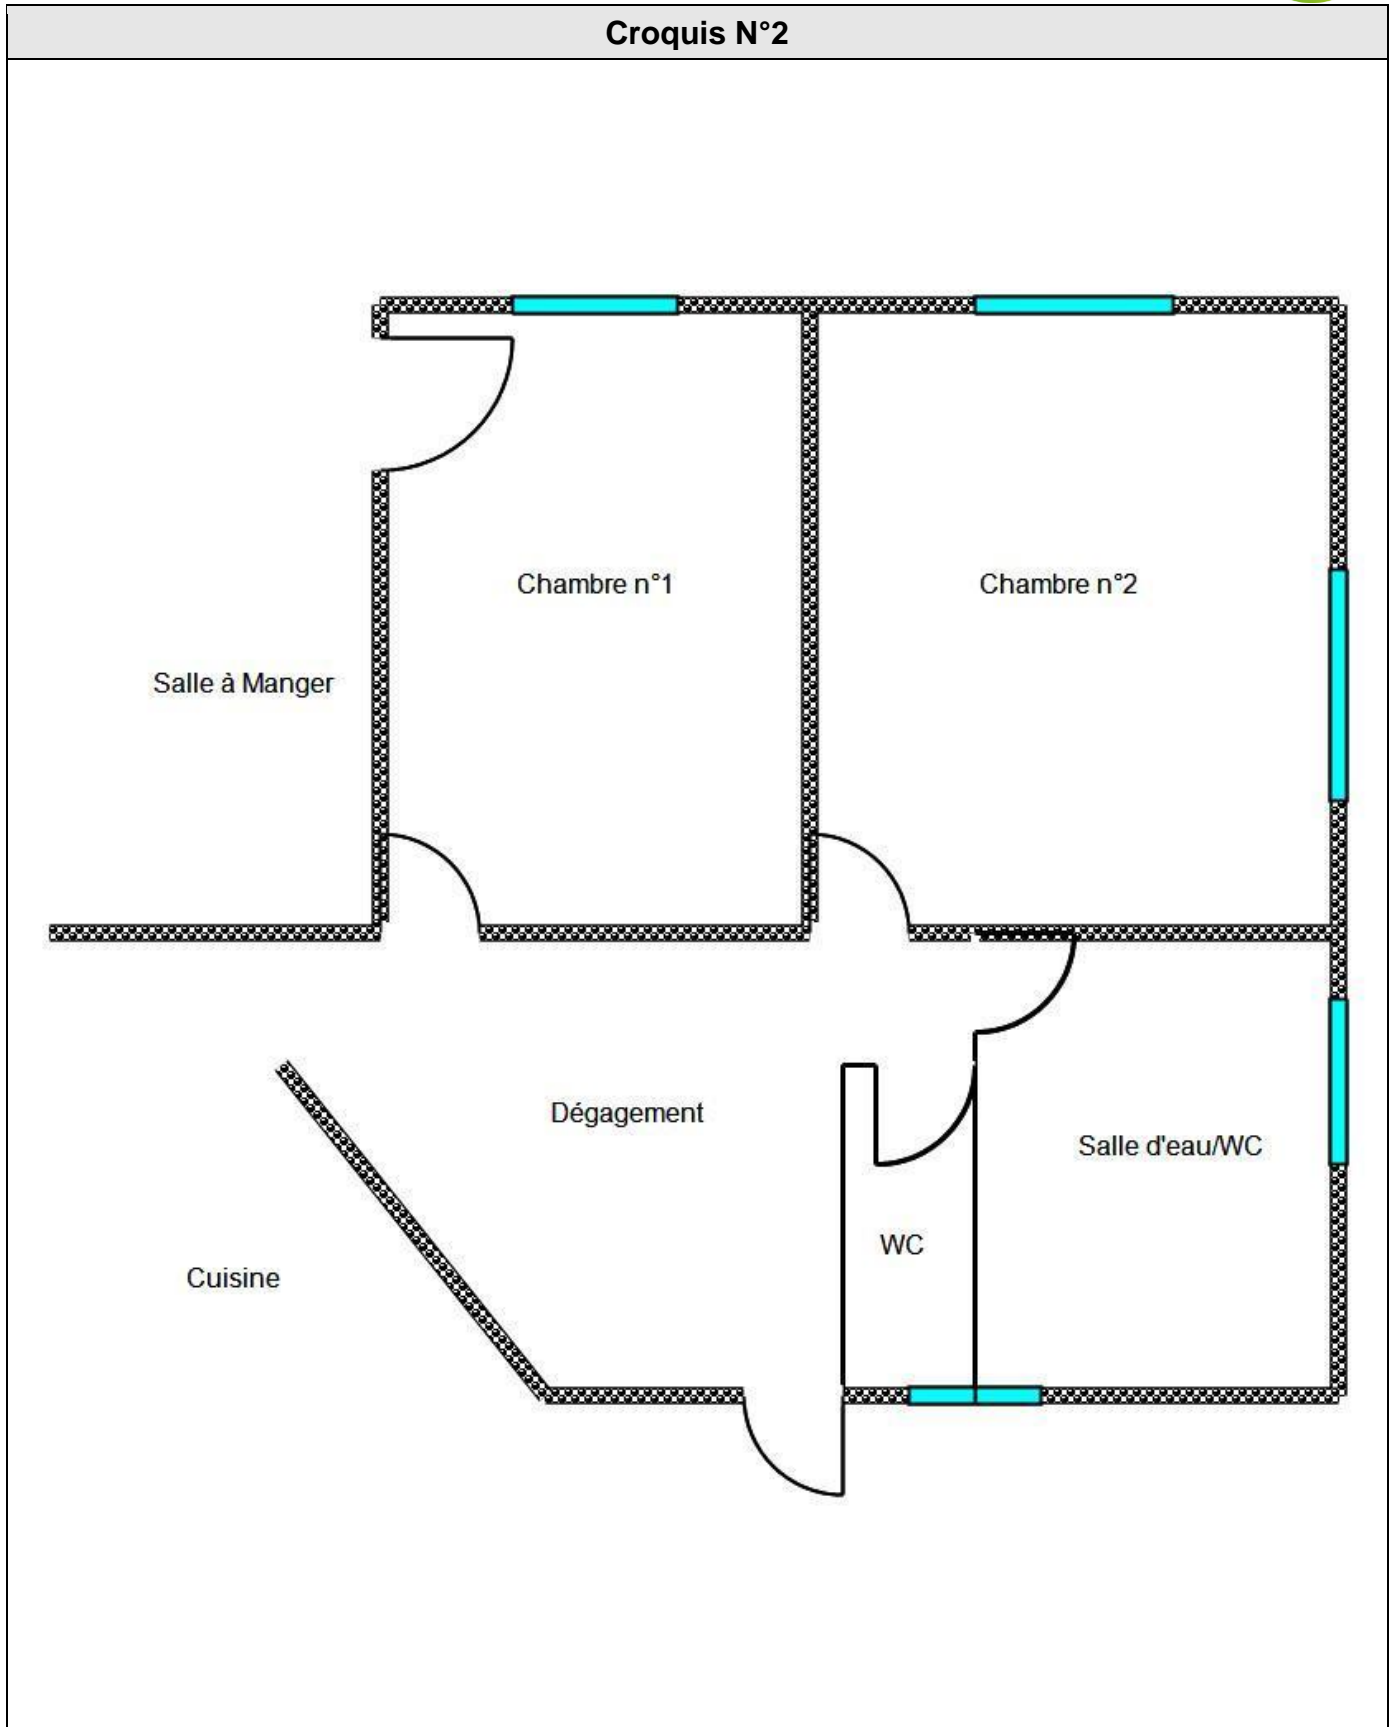 Croquis N°2
Chambre n°1
Chambre n°2
Salle à Manger
Dégagement
Salle d'eau/WC
WC
Cuisine